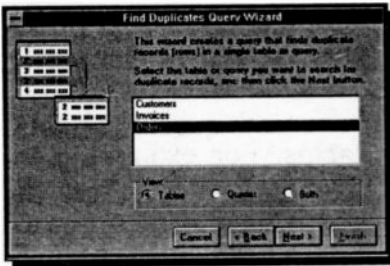 Find Duplicates Query Wizard
This wizard creates a query that finds duplicate
records (rows) in a single table or query.
Select the table or query you want to search for
duplicate records, and then click the Next button.
Customers
Invoices
Orders
View
Tables Queries Both
Cancel < Back Next > Finish